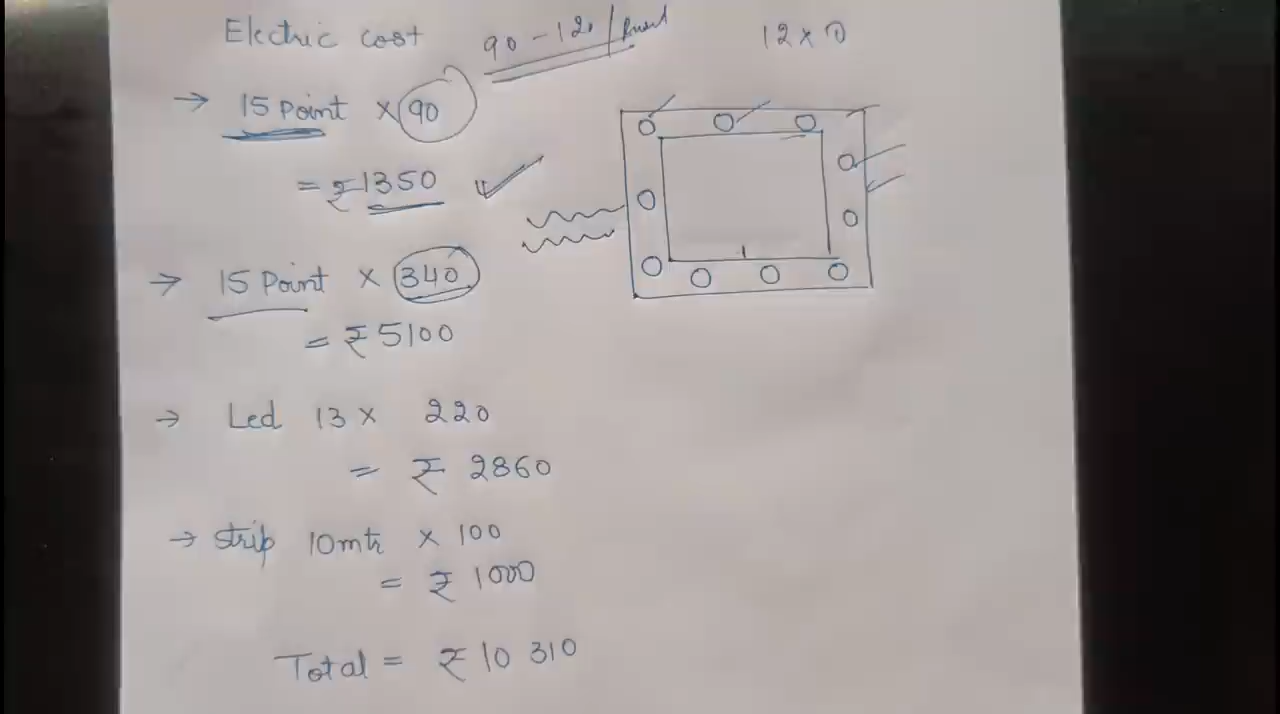 Electric cost
90 - 120 / Point
12 x 10
→ 15 Point x 90
= ₹ 1350
→ 15 Point x 340
= ₹ 5100
→ Led 13 x 220
= ₹ 2860
→ Strip 10mtr x 100
= ₹ 1000
Total = ₹ 10 310